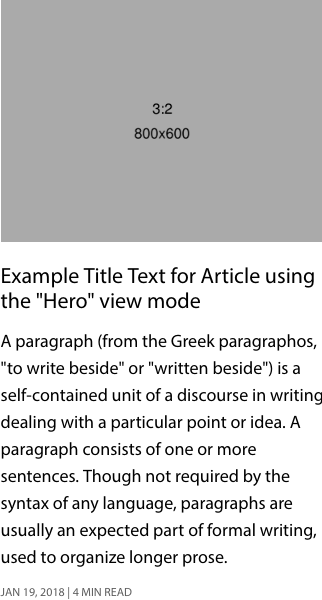 3:2
800x600
Example Title Text for Article using
the "Hero" view mode
A paragraph (from the Greek paragraphos,
"to write beside" or "written beside") is a
self-contained unit of a discourse in writing
dealing with a particular point or idea. A
paragraph consists of one or more
sentences. Though not required by the
syntax of any language, paragraphs are
usually an expected part of formal writing,
used to organize longer prose.
JAN 19, 2018 | 4 MIN READ